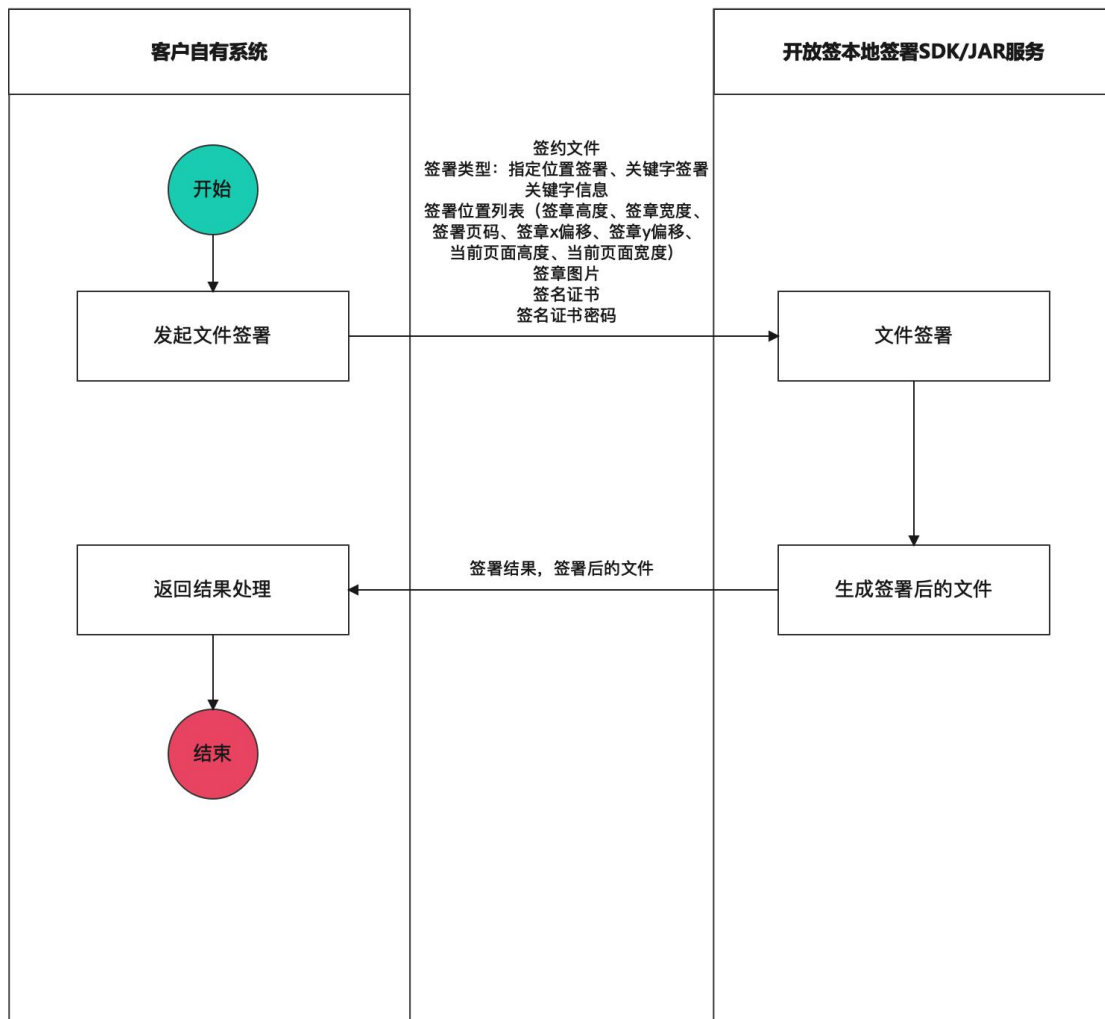 客户自有系统
开放签本地签署SDK/JAR服务
开始
签约文件
签署类型：指定位置签署、关键字签署
关键字信息
签署位置列表（签章高度、签章宽度、
签署页码、签章x偏移、签章y偏移、
当前页面高度、当前页面宽度）
签章图片
签名证书
签名证书密码
发起文件签署
文件签署
返回结果处理
签署结果，签署后的文件
生成签署后的文件
结束